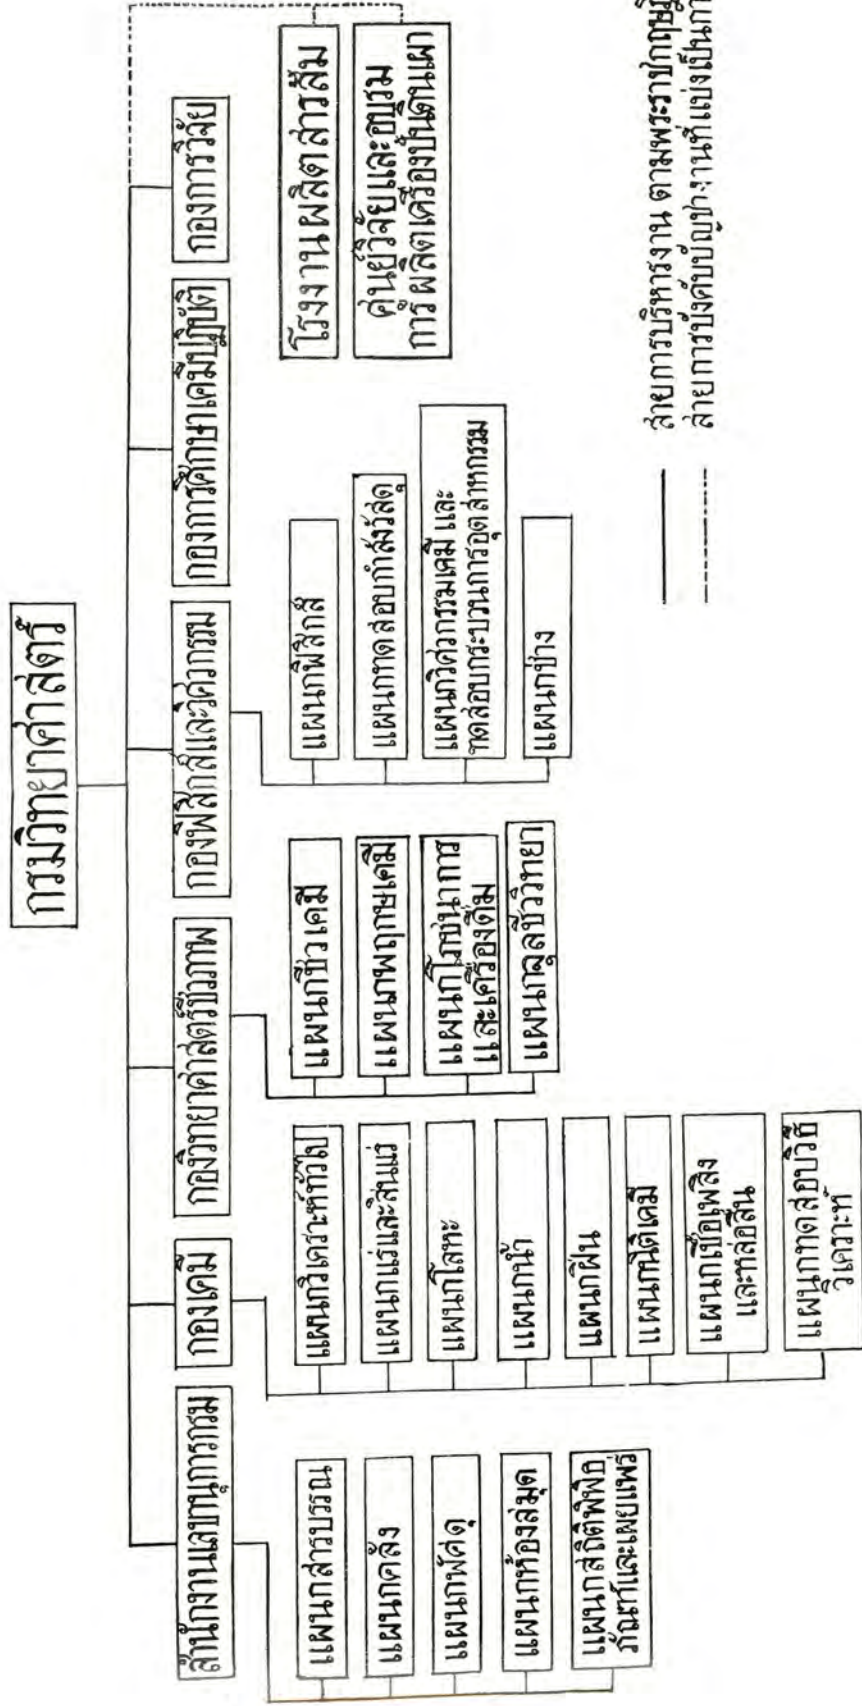 กรมวิทยาศาสตร์
สำนักงานเลขานุการกรม
แผนกสารบรรณ
แผนกคลัง
แผนกพัศดุ
แผนกห้องสมุด
แผนกสถิติพิพิธ
ภัณฑ์และเผยแพร่
กองเคมี
แผนกวิเคราะห์ทั่วไป
แผนกแร่และสินแร่
แผนกโลหะ
แผนกน้ำ
แผนกฝิ่น
แผนกนิติเคมี
แผนกเชื้อเพลิง
และหล่อลื่น
แผนกทดสอบวิธี
วิเคราะห์
กองวิทยาศาสตร์ชีวภาพ
แผนกชีวเคมี
แผนกพฤกษเคมี
แผนกโภชนาการ
และเครื่องดื่ม
แผนกจุลชีววิทยา
กองฟิสิกส์และวิศวกรรม
แผนกฟิสิกส์
แผนกทดสอบกำลังวัสดุ
แผนกวิศวกรรมเคมี และ
ทดสอบกระบวนการอุตสาหกรรม
แผนกช่าง
กองการศึกษาเคมีปฏิบัติ
กองการวิจัย
โรงงานผลิตสารส้ม
ศูนย์วิจัยและอบรม
การผลิตเครื่องปั้นดินเผา
สายการบริหารงาน ตามพระราชกฤษฎี
สายการบังคับบัญชางานที่แบ่งเป็นกา